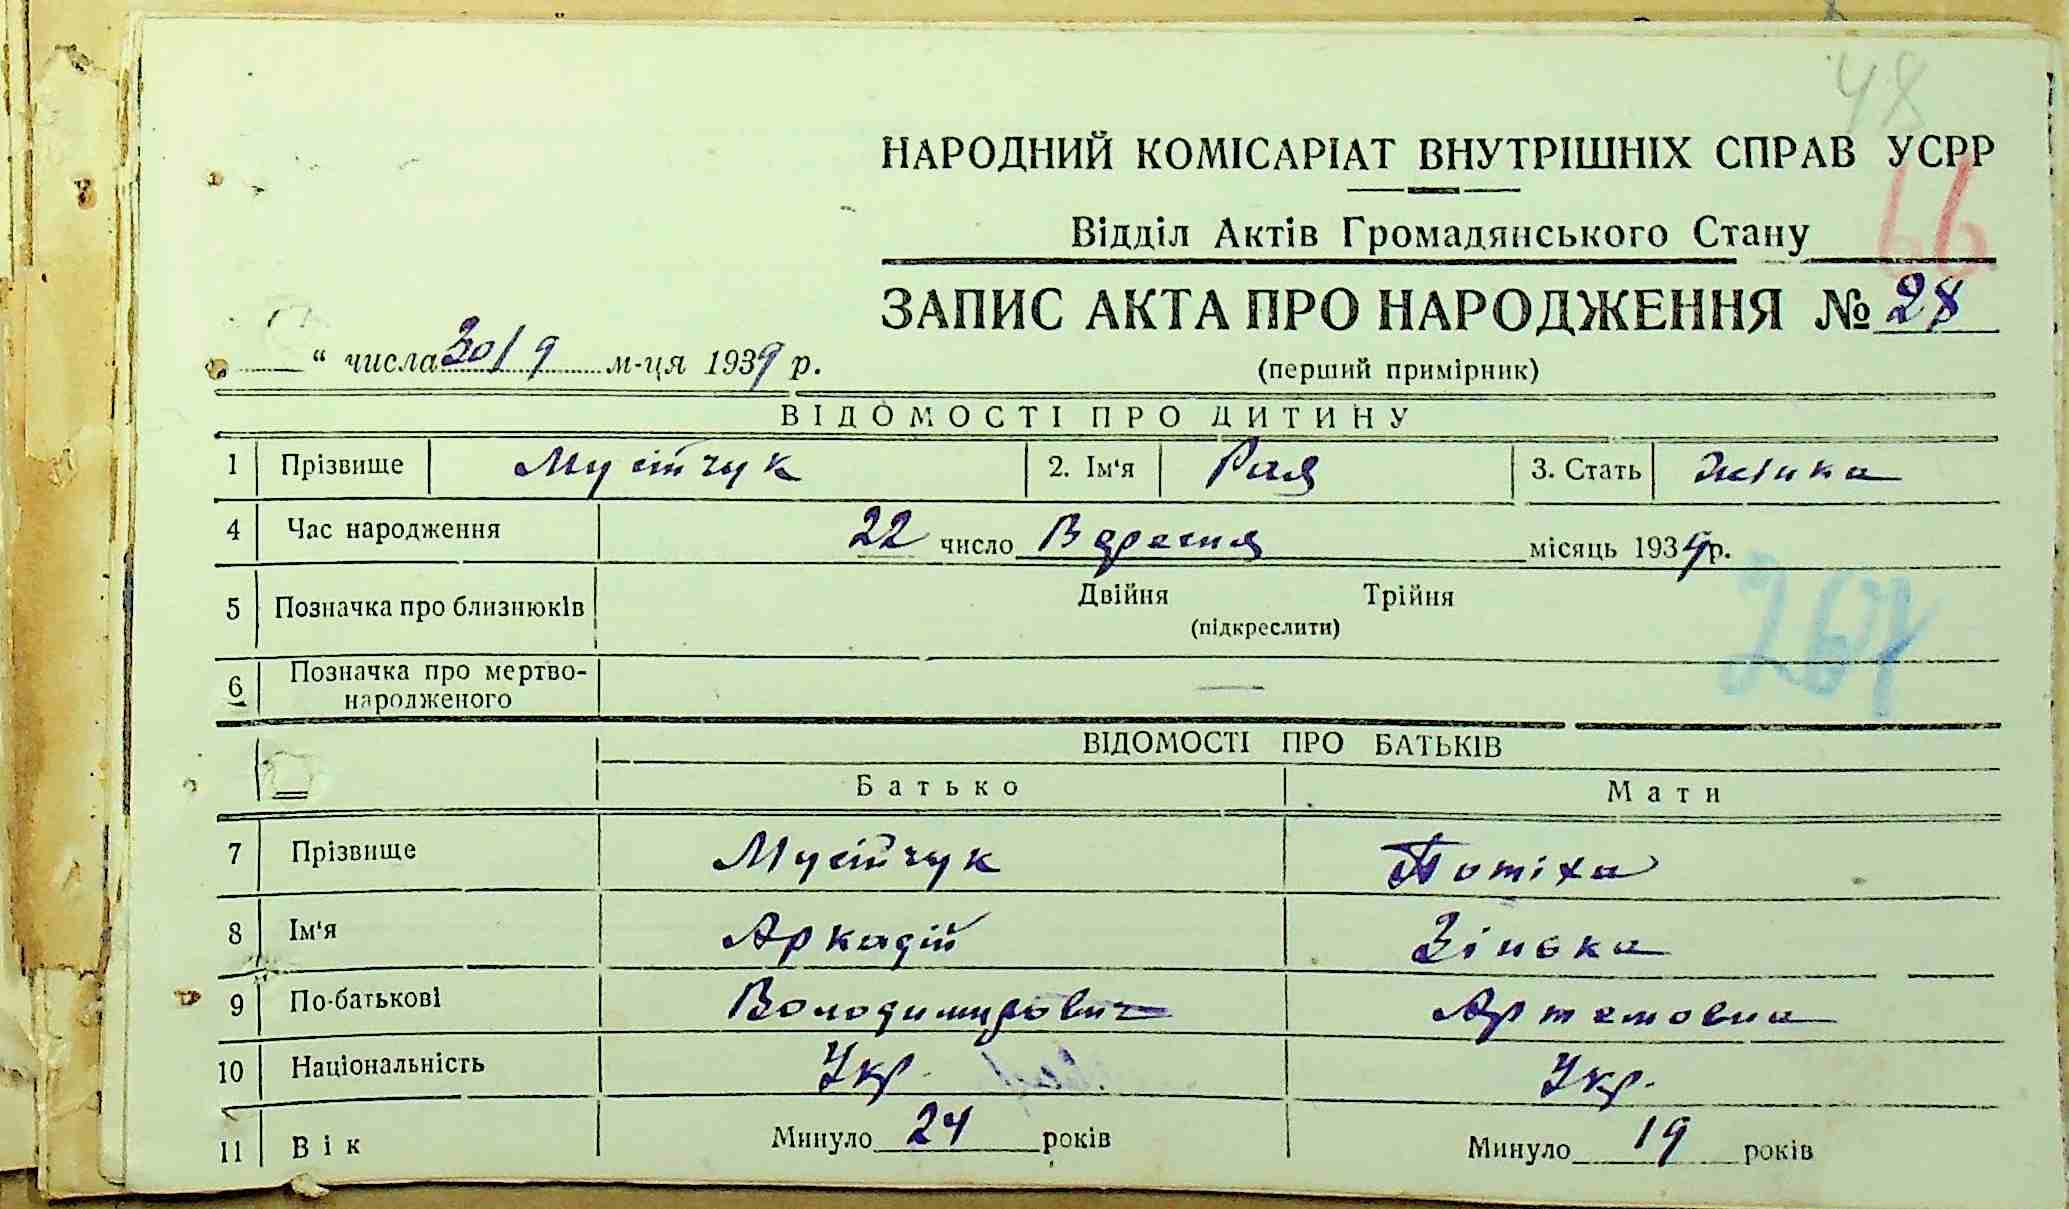 48
НАРОДНИЙ КОМІСАРІАТ ВНУТРІШНІХ СПРАВ УСРР
66
Відділ Актів Громадянського Стану
ЗАПИС АКТА ПРО НАРОДЖЕННЯ № 28
" числа 30/9 м-ця 1939 р.
(перший примірник)
ВІДОМОСТІ ПРО ДИТИНУ
1 Прізвище Мусійчук 2. Ім'я Рая 3. Стать жінка
4 Час народження 22 число Вересня місяць 1939 р.
5 Позначка про близнюків Двійня Трійня
(підкреслити)
6 Позначка про мертво-
народженого —
ВІДОМОСТІ ПРО БАТЬКІВ
Батько Мати
7 Прізвище Мусійчук Потіха
8 Ім'я Аркадій Зінька
9 По-батькові Володимирович Артемовна
10 Національність Укр. Укр.
11 Вік Минуло 24 років Минуло 19 років